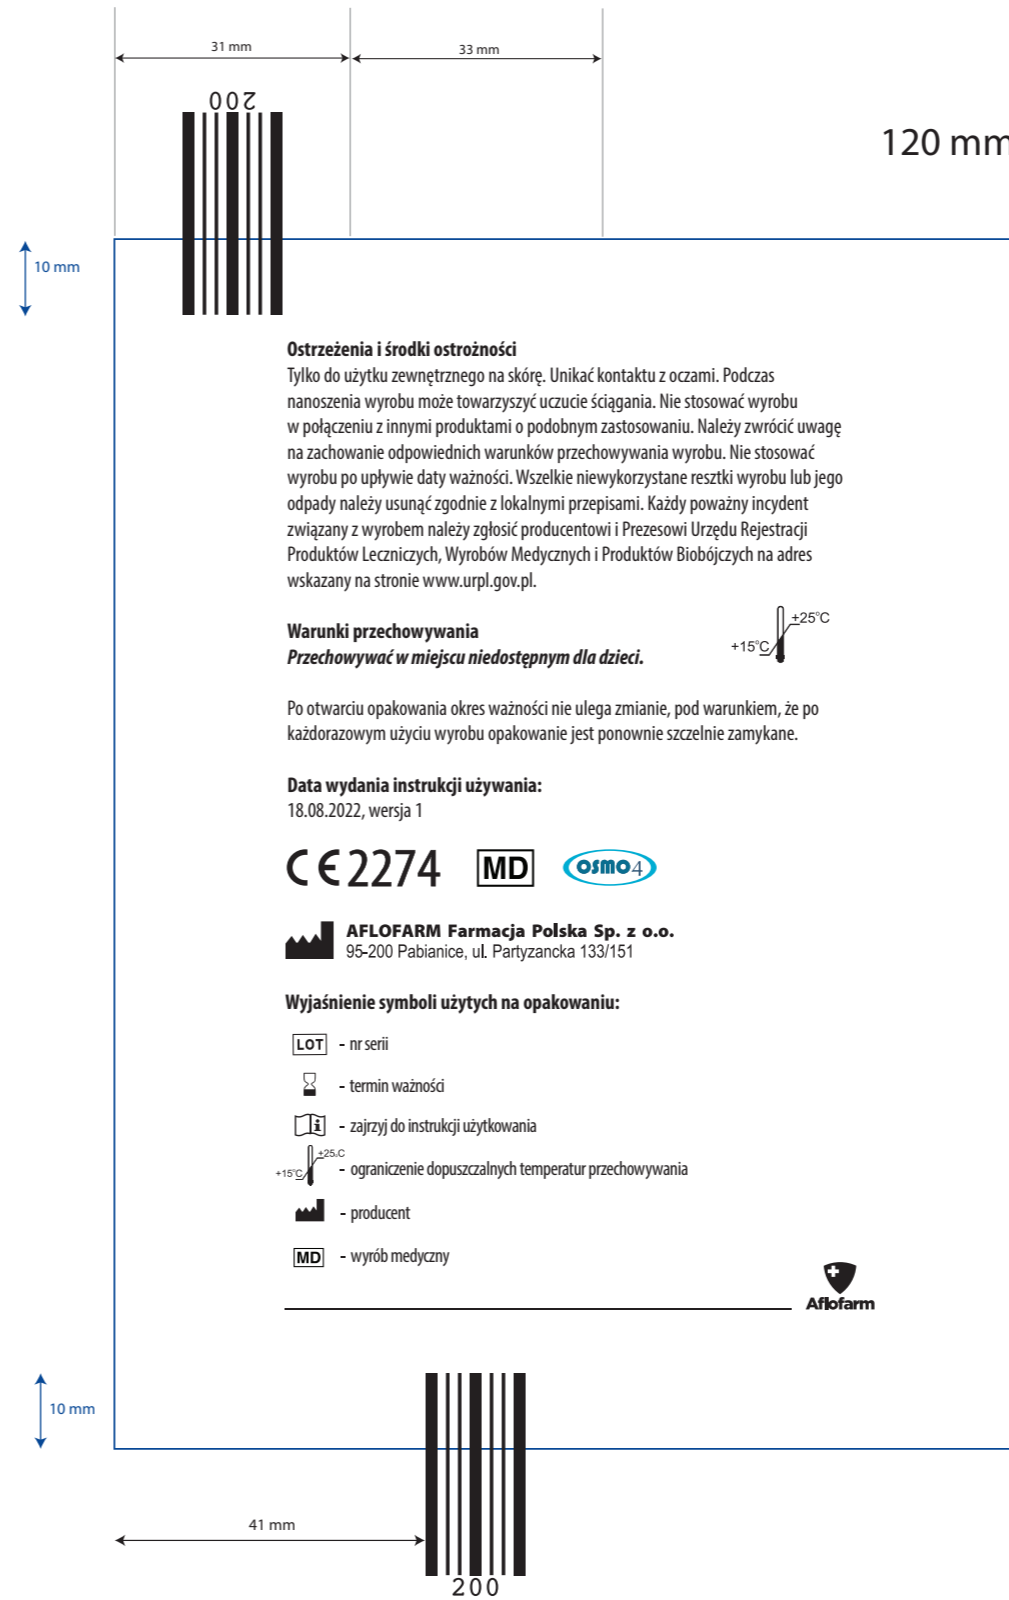 31 mm
33 mm
200
120 mm
10 mm
Ostrzeżenia i środki ostrożności
Tylko do użytku zewnętrznego na skórę. Unikać kontaktu z oczami. Podczas
nanoszenia wyrobu może towarzyszyć uczucie ściągania. Nie stosować wyrobu
w połączeniu z innymi produktami o podobnym zastosowaniu. Należy zwrócić uwagę
na zachowanie odpowiednich warunków przechowywania wyrobu. Nie stosować
wyrobu po upływie daty ważności. Wszelkie niewykorzystane resztki wyrobu lub jego
odpady należy usunąć zgodnie z lokalnymi przepisami. Każdy poważny incydent
związany z wyrobem należy zgłosić producentowi i Prezesowi Urzędu Rejestracji
Produktów Leczniczych, Wyrobów Medycznych i Produktów Biobójczych na adres
wskazany na stronie www.urpl.gov.pl.
+25°C
+15°C
Warunki przechowywania
Przechowywać w miejscu niedostępnym dla dzieci.
Po otwarciu opakowania okres ważności nie ulega zmianie, pod warunkiem, że po
każdorazowym użyciu wyrobu opakowanie jest ponownie szczelnie zamykane.
Data wydania instrukcji używania:
18.08.2022, wersja 1
CE2274 MD osmo4
AFLOFARM Farmacja Polska Sp. z o.o.
95-200 Pabianice, ul. Partyzancka 133/151
Wyjaśnienie symboli użytych na opakowaniu:
LOT - nr serii
- termin ważności
i - zajrzyj do instrukcji użytkowania
+25°C
+15°C - ograniczenie dopuszczalnych temperatur przechowywania
- producent
MD - wyrób medyczny
Aflofarm
10 mm
41 mm
200